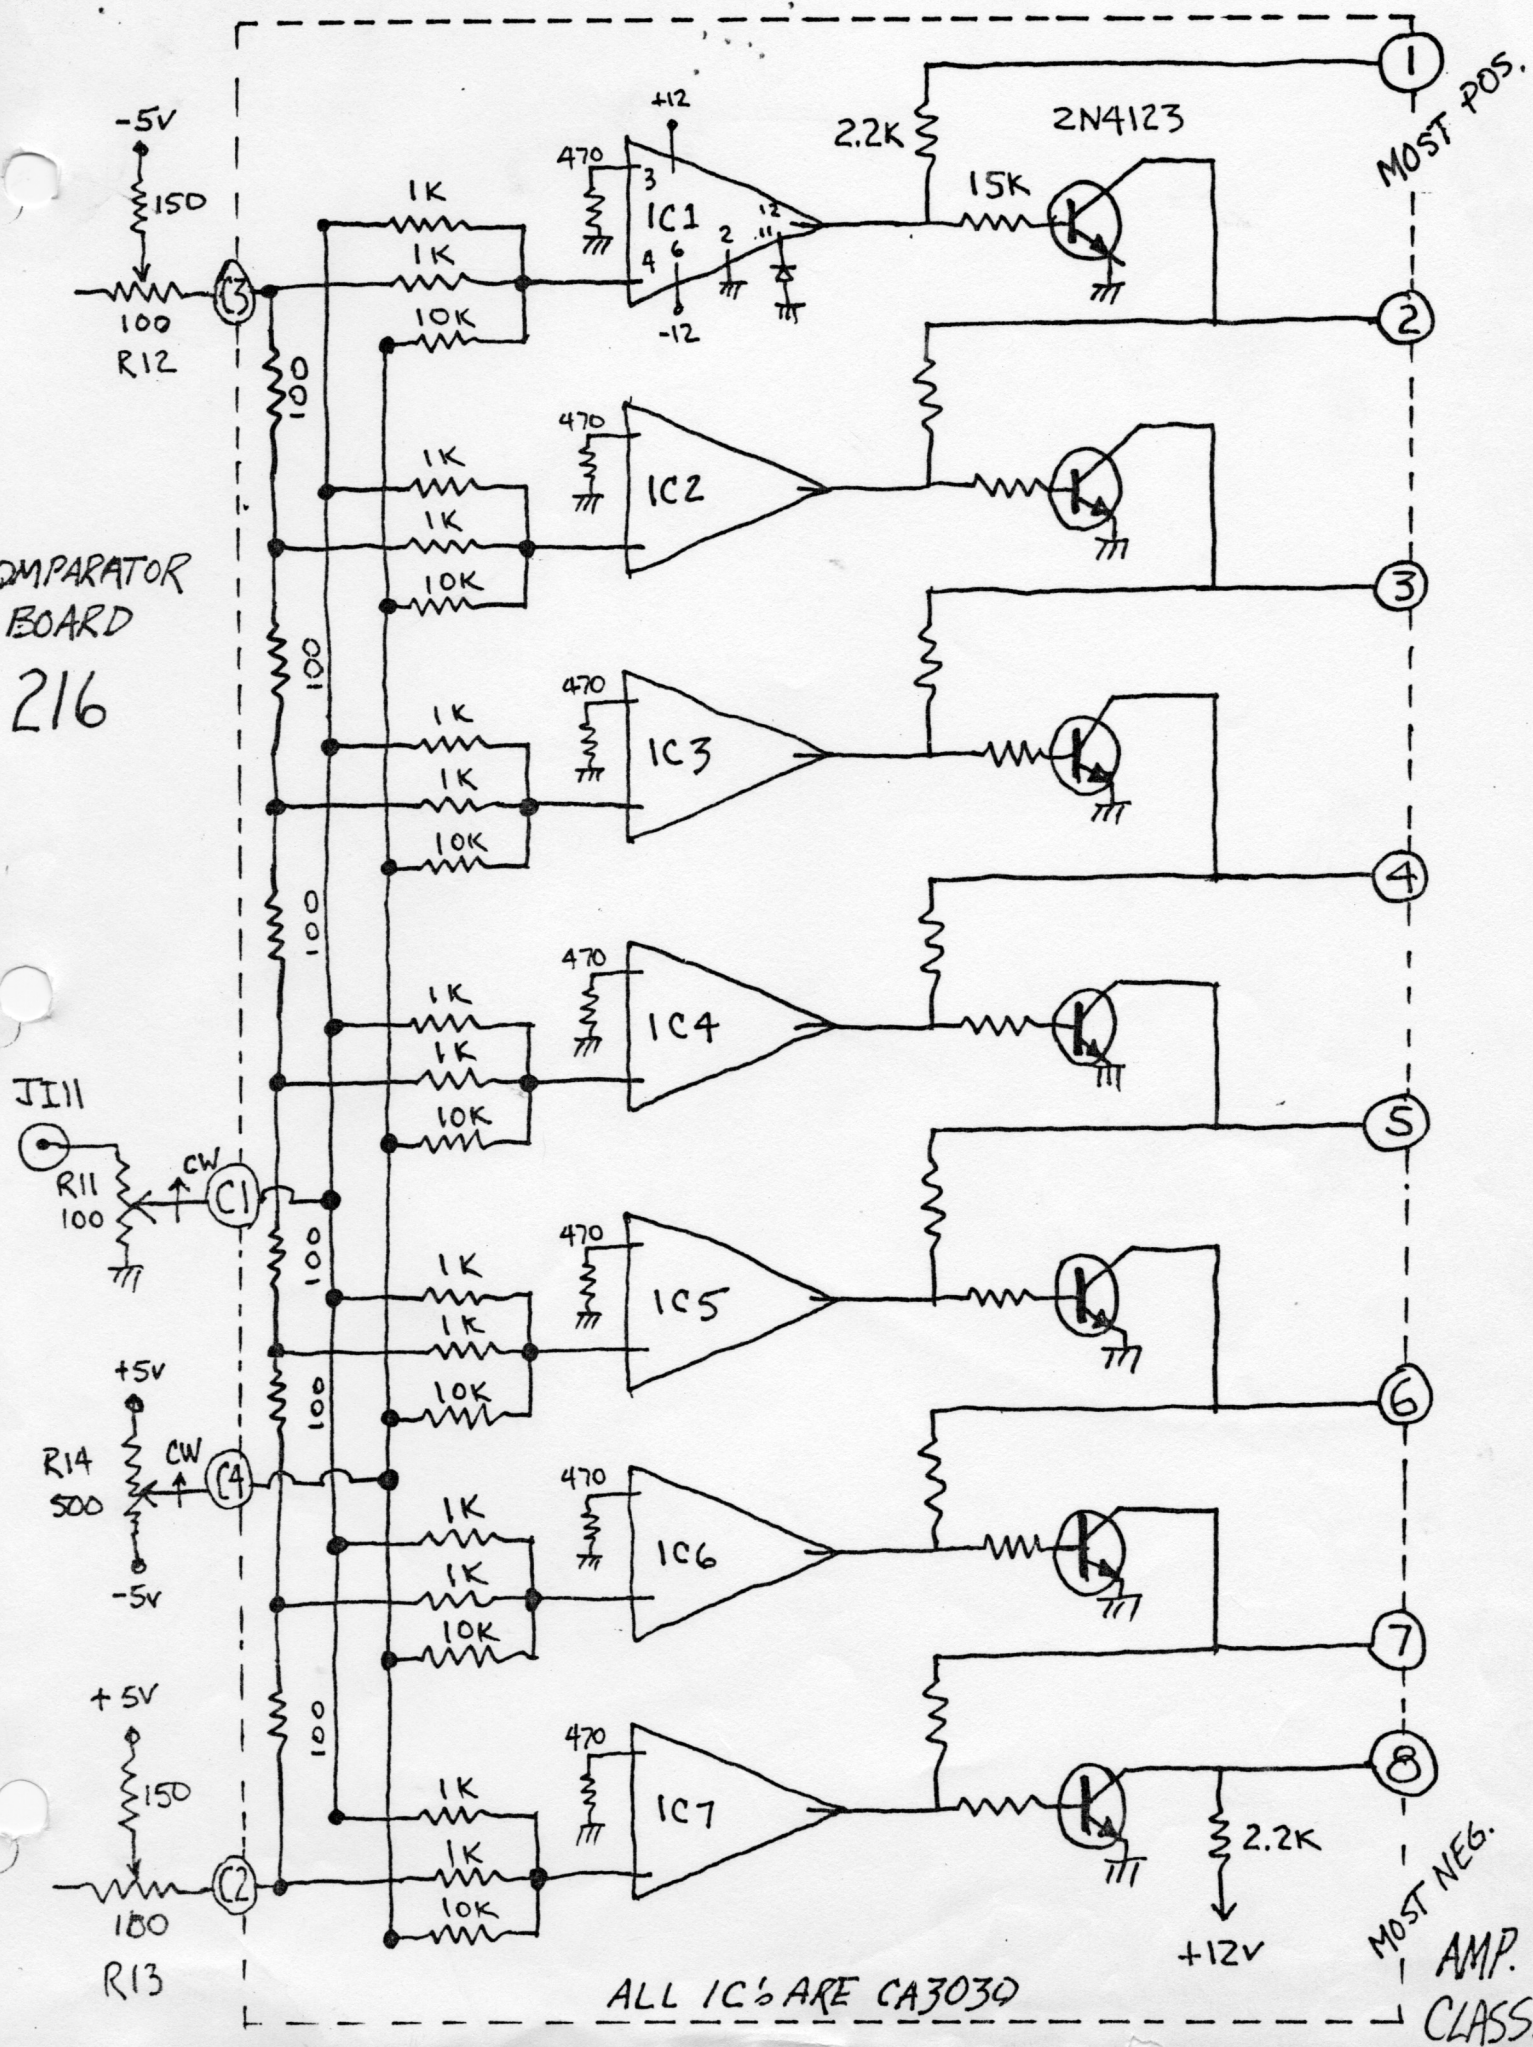 1
MOST POS.
+12
-5V
2.2K
2N4123
470
3
150
1K
15K
IC1
12
11
2
6
4
1K
C3
10K
-12
2
100
R12
100
470
1K
IC2
1K
3
OMPARATOR
BOARD
216
10K
100
470
1K
IC3
1K
10K
4
100
470
1K
IC4
1K
10K
5
J111
CW
C1
R11
100
100
470
1K
IC5
1K
+5V
100
10K
6
R14
500
CW
C4
470
1K
IC6
1K
-5V
10K
7
+5V
100
470
8
150
1K
IC7
1K
2.2K
C2
10K
100
R13
+12V
MOST NEG.
ALL IC's ARE CA3030
AMP.
CLASS.